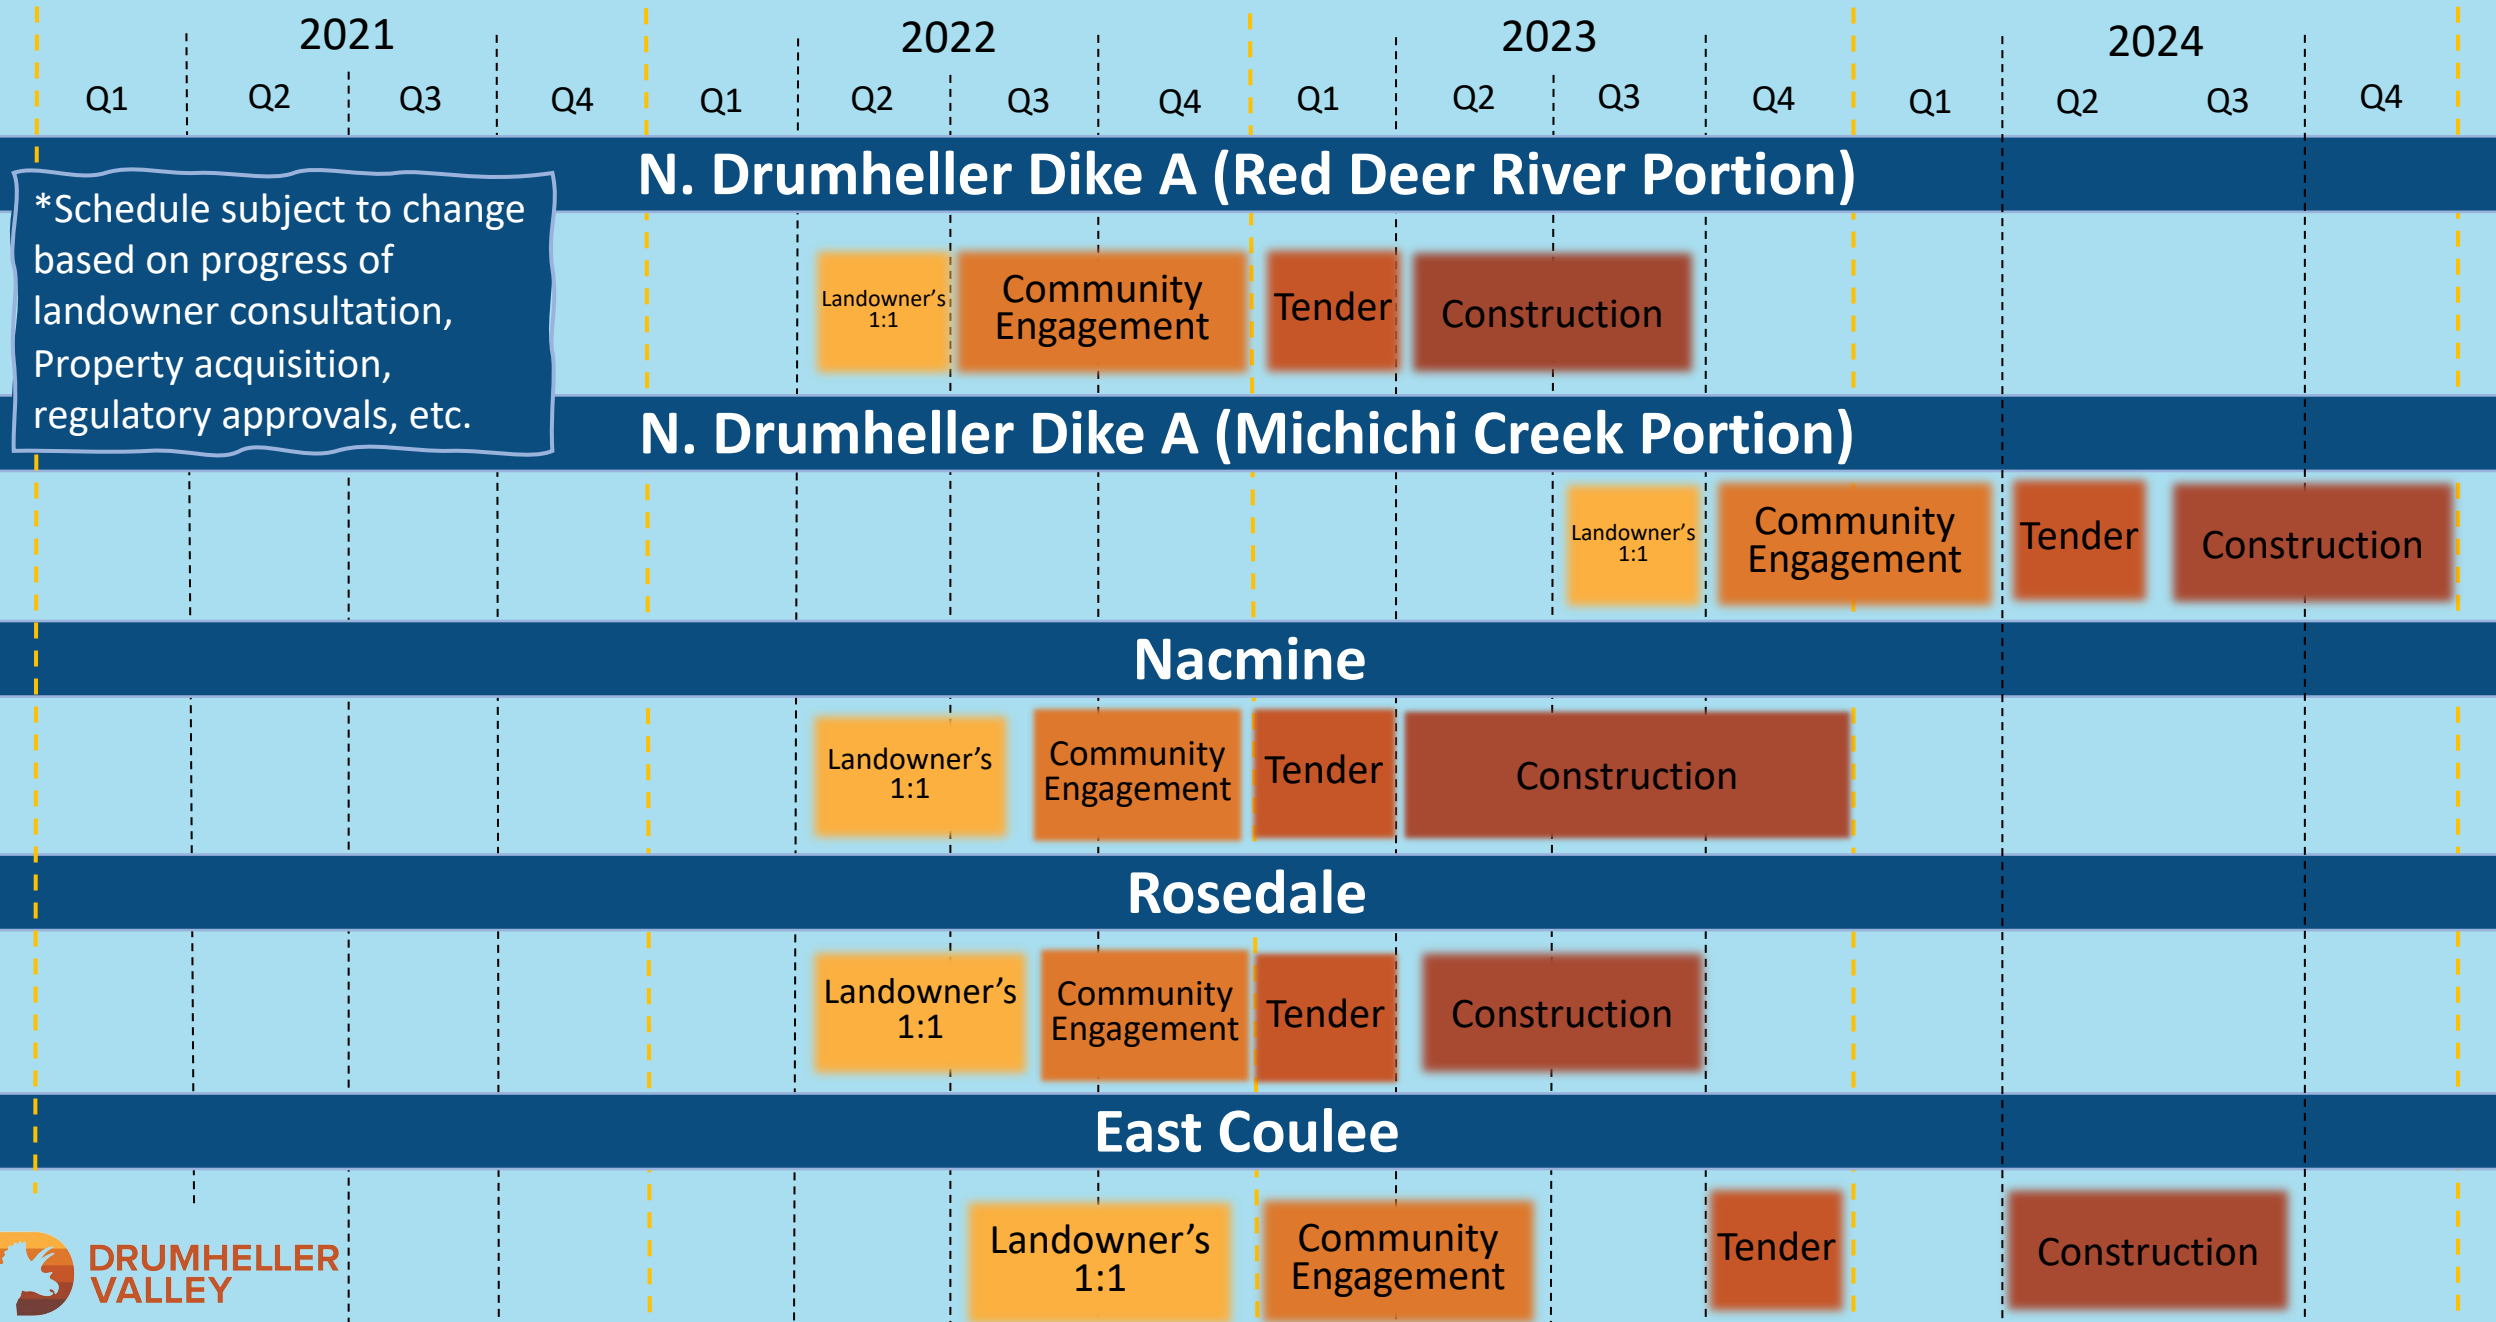 2021
2022
2023
2024
Q1 Q2 Q3 Q4 Q1 Q2 Q3 Q4 Q1 Q2 Q3 Q4 Q1 Q2 Q3 Q4
N. Drumheller Dike A (Red Deer River Portion)
*Schedule subject to change
based on progress of
landowner consultation,
Property acquisition,
regulatory approvals, etc.
Landowner's
1:1
Community
Engagement
Tender
Construction
N. Drumheller Dike A (Michichi Creek Portion)
Landowner's
1:1
Community
Engagement
Tender
Construction
Nacmine
Landowner's
1:1
Community
Engagement
Tender
Construction
Rosedale
Landowner's
1:1
Community
Engagement
Tender
Construction
East Coulee
Landowner's
1:1
Community
Engagement
Tender
Construction
DRUMHELLER
VALLEY